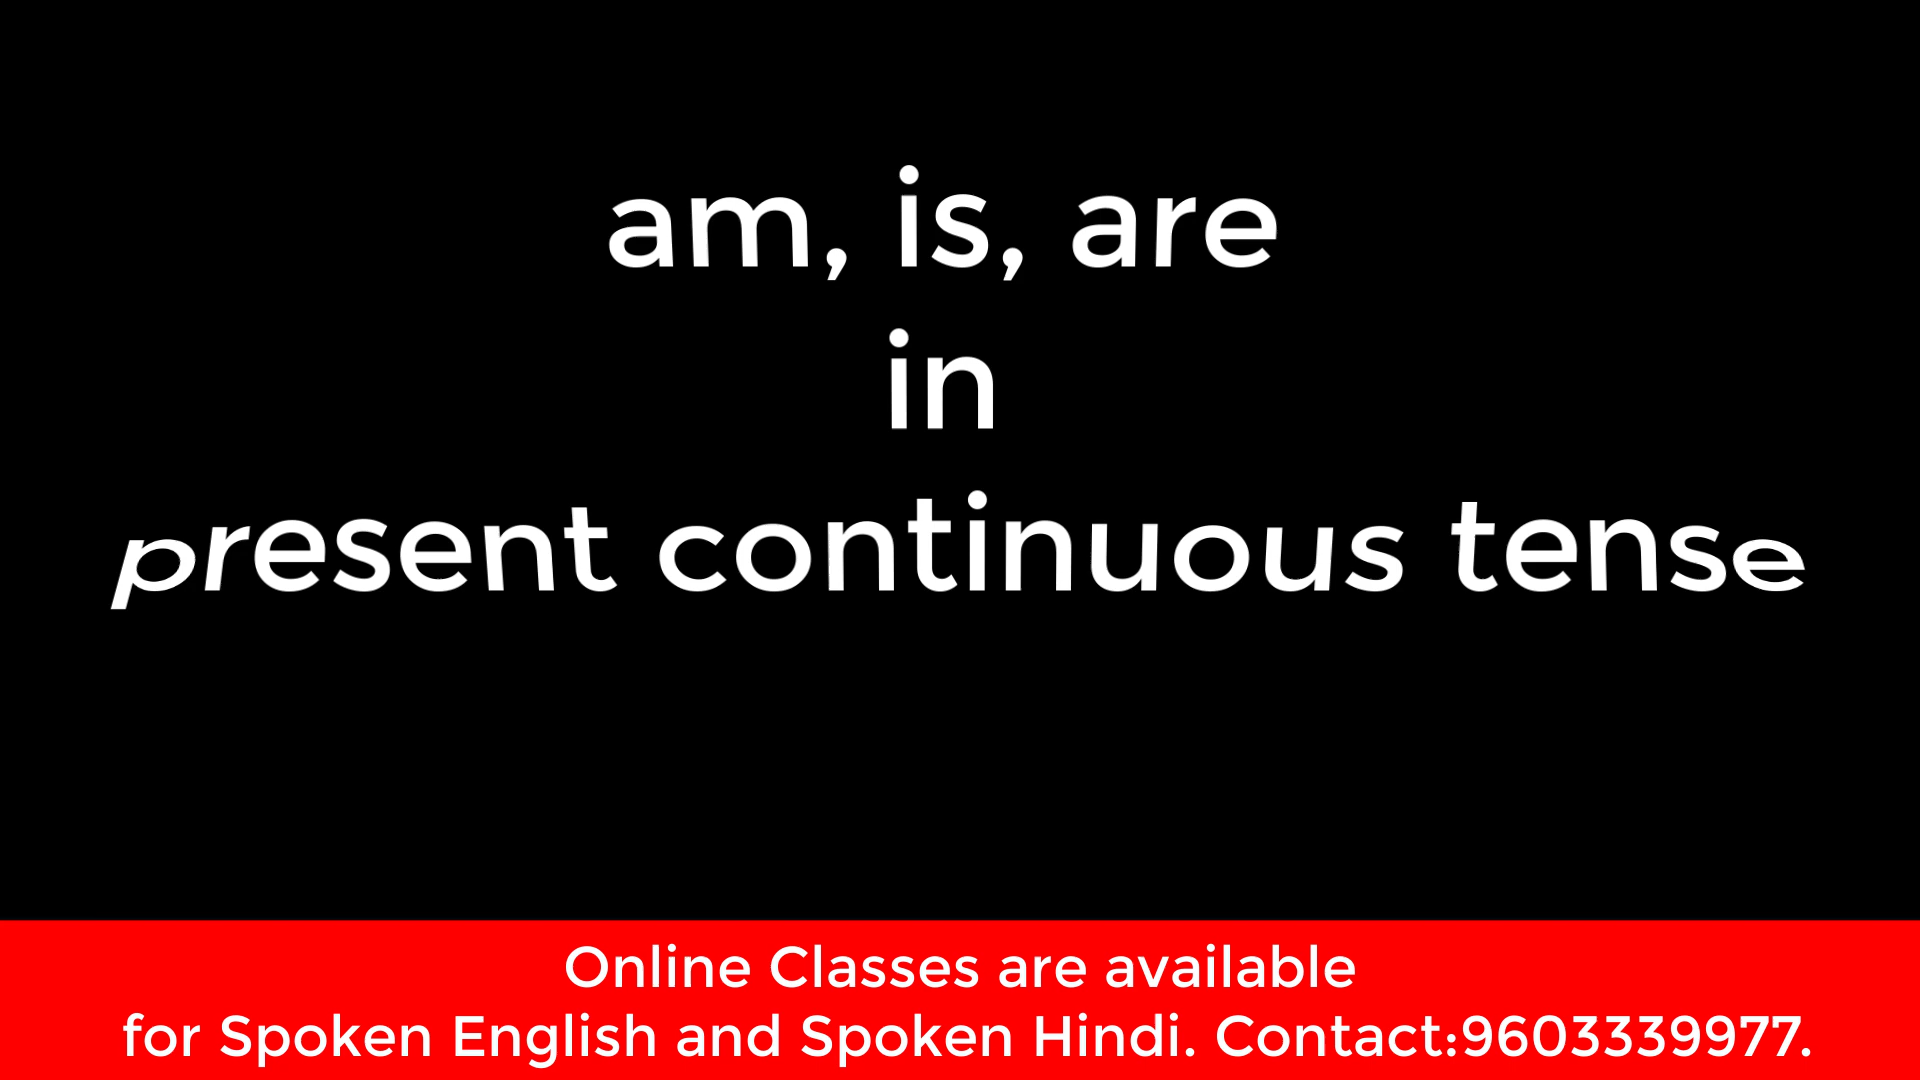 am, is, are
in
present continuous tense
Online Classes are available
for Spoken English and Spoken Hindi. Contact:9603339977.